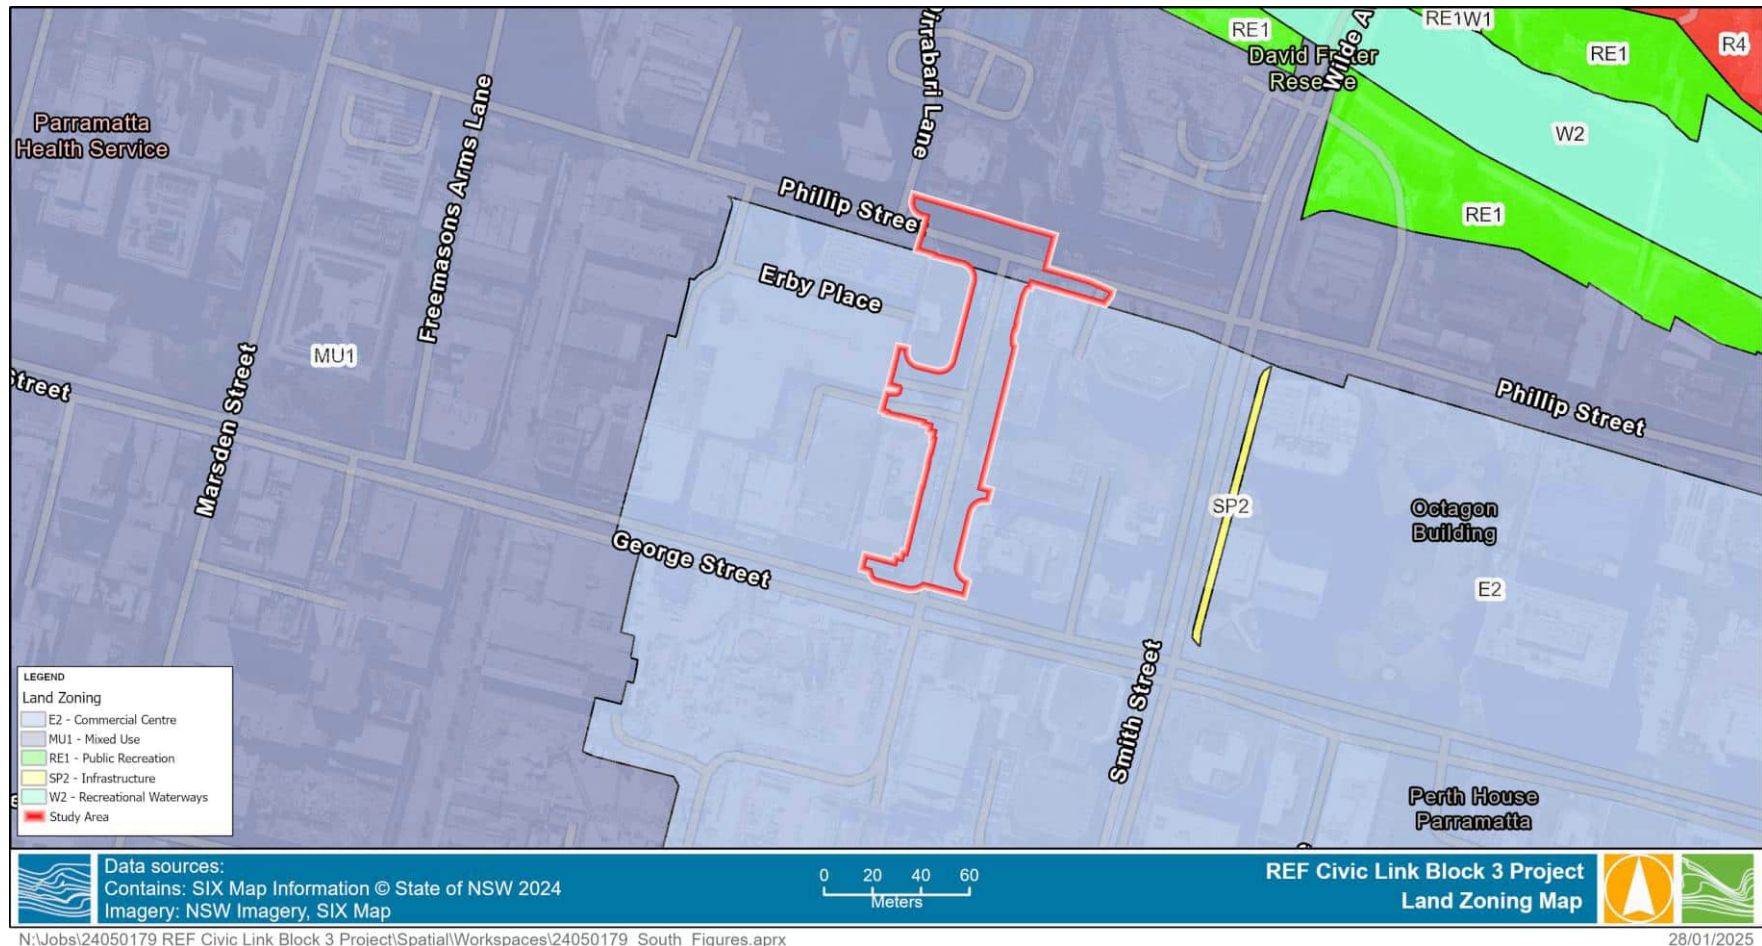 RE1
RE1W1
R4
RE1
David Frater
Reserve
W2
RE1
Parramatta
Health Service
Freemasons Arms Lane
Phillip Street
Erby Place
MU1
Street
Marsden Street
George Street
SP2
Phillip Street
Octagon
Building
E2
Smith Street
Perth House
Parramatta
LEGEND
Land Zoning
E2 - Commercial Centre
MU1 - Mixed Use
RE1 - Public Recreation
SP2 - Infrastructure
W2 - Recreational Waterways
Study Area
Data sources:
Contains: SIX Map Information © State of NSW 2024
Imagery: NSW Imagery, SIX Map
0 20 40 60
Meters
REF Civic Link Block 3 Project
Land Zoning Map
N:\Jobs\24050179 REF Civic Link Block 3 Project\Spatial\Workspaces\24050179_South_Figures.aprx
28/01/2025